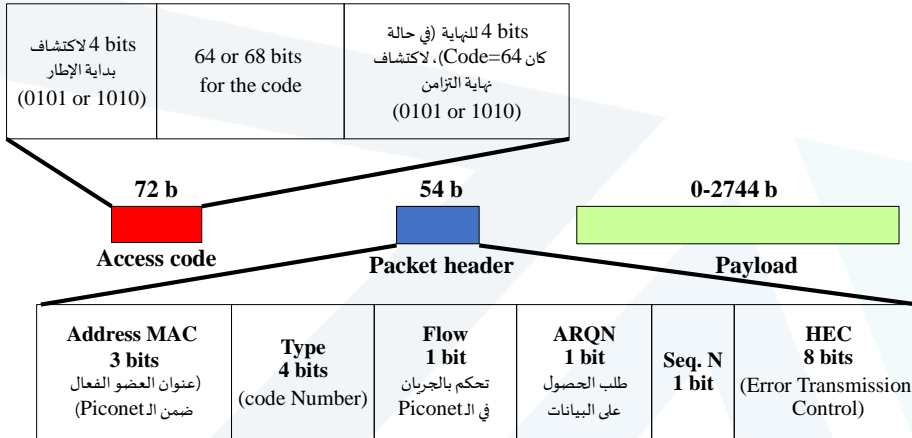 4 bits لاكتشاف
بداية الإطار
(0101 or 1010)
64 or 68 bits
for the code
4 bits للنهاية (في حالة
كان Code=64)، لاكتشاف
نهاية التزامن
(0101 or 1010)
72 b
54 b
0-2744 b
Access code
Packet header
Payload
Address MAC
3 bits
(عنوان العضو الفعال
ضمن الـ Piconet)
Type
4 bits
(code Number)
Flow
1 bit
تحكم بالجريان
في الـ Piconet
ARQN
1 bit
طلب الحصول
على البيانات
Seq. N
1 bit
HEC
8 bits
(Error Transmission
Control)